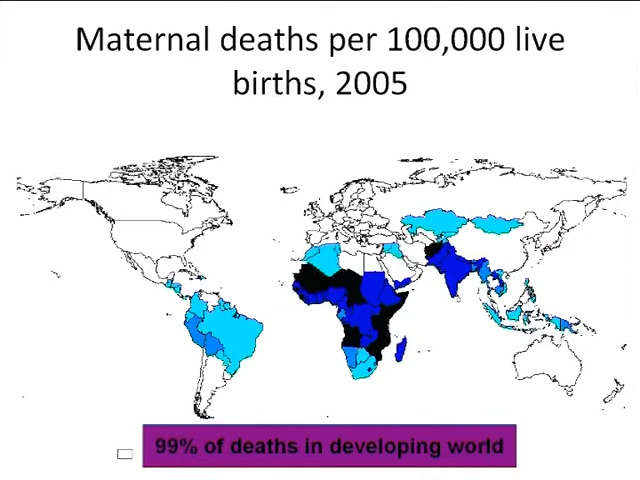 Maternal deaths per 100,000 live
births, 2005
99% of deaths in developing world